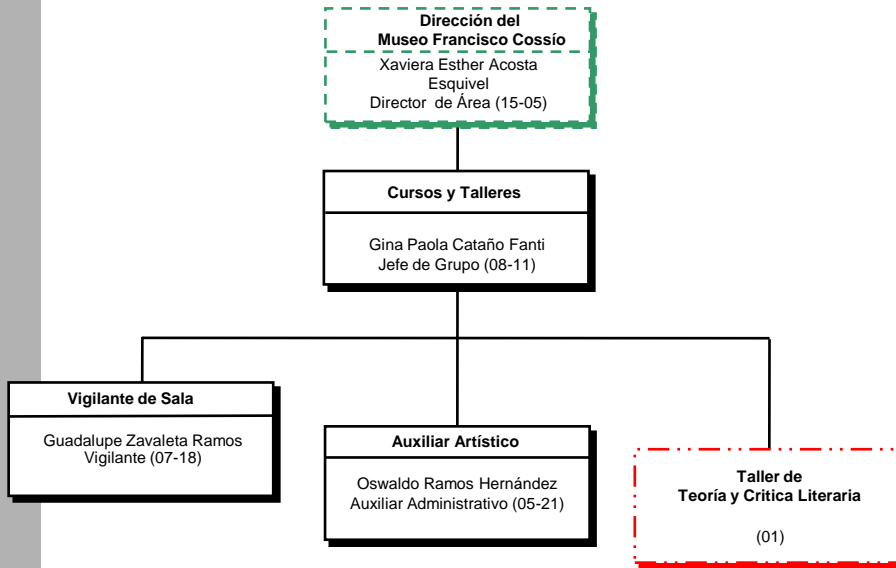 Dirección del
Museo Francisco Cossío
Xaviera Esther Acosta
Esquivel
Director de Área (15-05)
Cursos y Talleres
Gina Paola Cataño Fanti
Jefe de Grupo (08-11)
Vigilante de Sala
Guadalupe Zavaleta Ramos
Vigilante (07-18)
Auxiliar Artístico
Oswaldo Ramos Hernández
Auxiliar Administrativo (05-21)
Taller de
Teoría y Critica Literaria
(01)